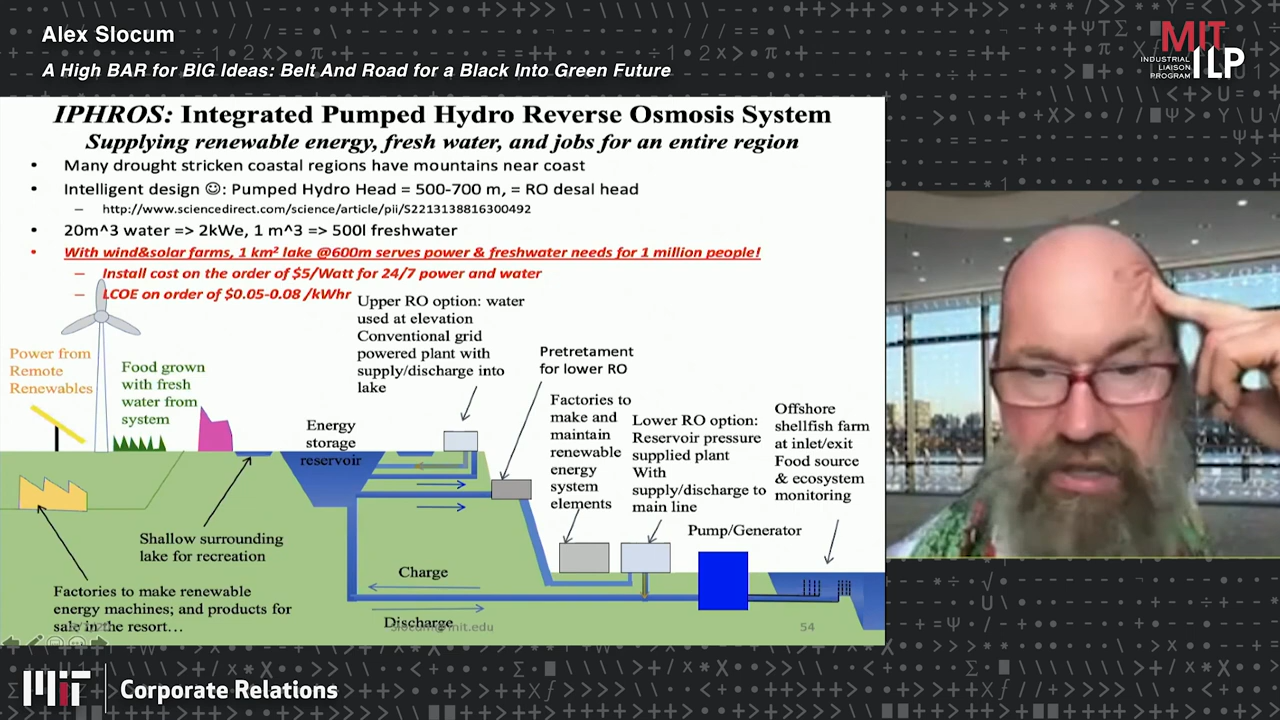 Alex Slocum
A High BAR for BIG Ideas: Belt And Road for a Black Into Green Future
MIT
INDUSTRIAL
LIAISON
PROGRAM
ILP
IPHROS: Integrated Pumped Hydro Reverse Osmosis System
Supplying renewable energy, fresh water, and jobs for an entire region
• Many drought stricken coastal regions have mountains near coast
• Intelligent design ☺: Pumped Hydro Head = 500-700 m, = RO desal head
– http://www.sciencedirect.com/science/article/pii/S2213138816300492
• 20m^3 water => 2kWe, 1 m^3 => 500l freshwater
• With wind&solar farms, 1 km² lake @600m serves power & freshwater needs for 1 million people!
– Install cost on the order of $5/Watt for 24/7 power and water
– LCOE on order of $0.05-0.08 /kWhr
Upper RO option: water
used at elevation
Conventional grid
powered plant with
supply/discharge into
lake
Power from
Remote
Renewables
Food grown
with fresh
water from
system
Energy
storage
reservoir
Pretretament
for lower RO
Factories to
make and
maintain
renewable
energy
system
elements
Lower RO option:
Reservoir pressure
supplied plant
With
supply/discharge to
main line
Offshore
shellfish farm
at inlet/exit
Food source
& ecosystem
monitoring
Pump/Generator
Shallow surrounding
lake for recreation
Charge
Factories to make renewable
energy machines; and products for
sale in the resort…
Discharge
slocum@mit.edu
54
MIT
Corporate Relations